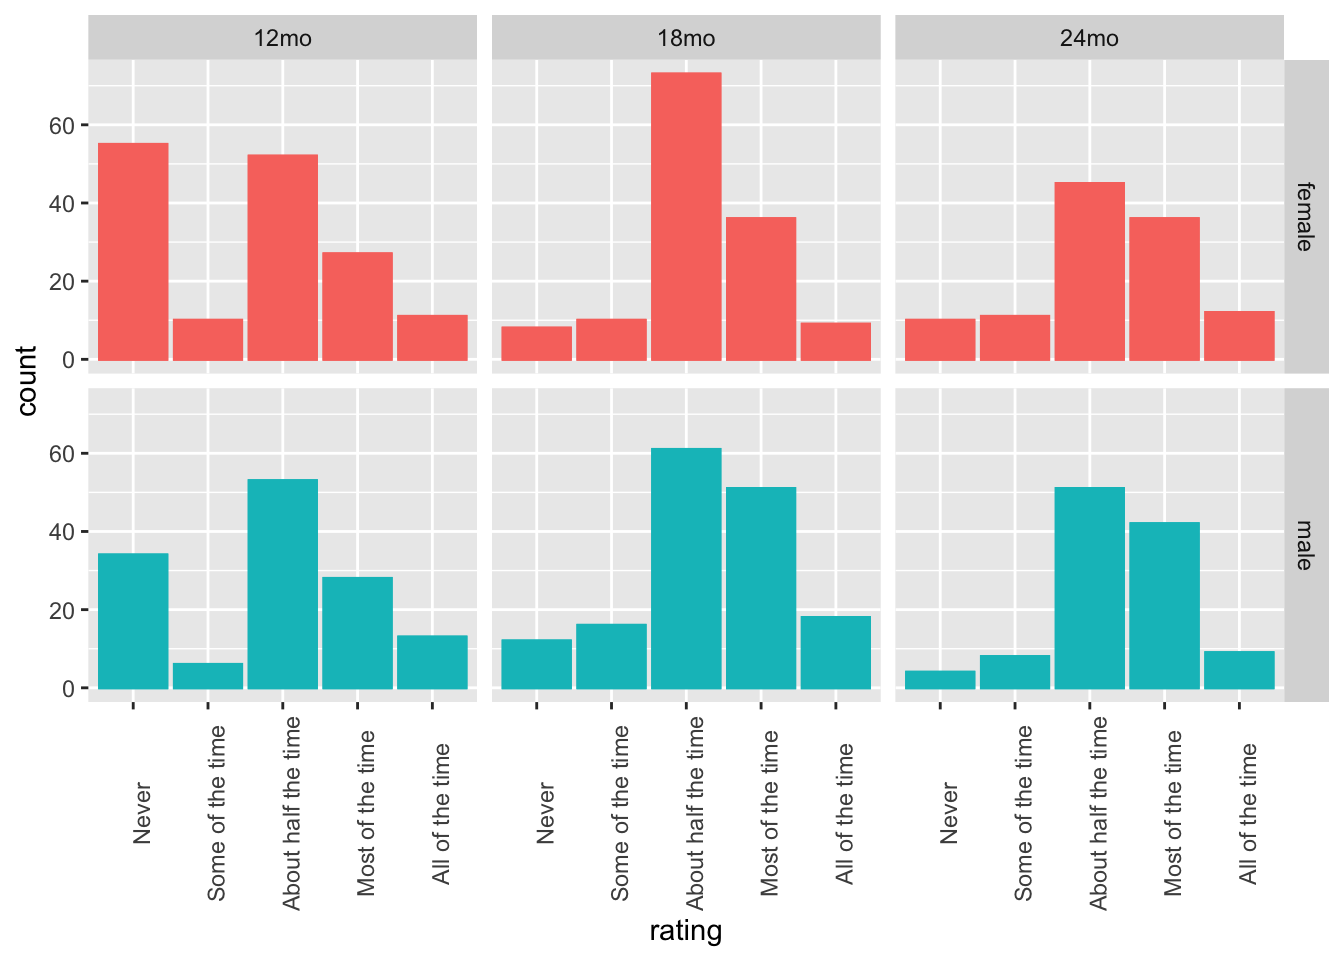 12mo
18mo
24mo
count
60
40
20
0
female
60
40
20
0
male
Never
Some of the time
About half the time
Most of the time
All of the time
Never
Some of the time
About half the time
Most of the time
All of the time
Never
Some of the time
About half the time
Most of the time
All of the time
rating